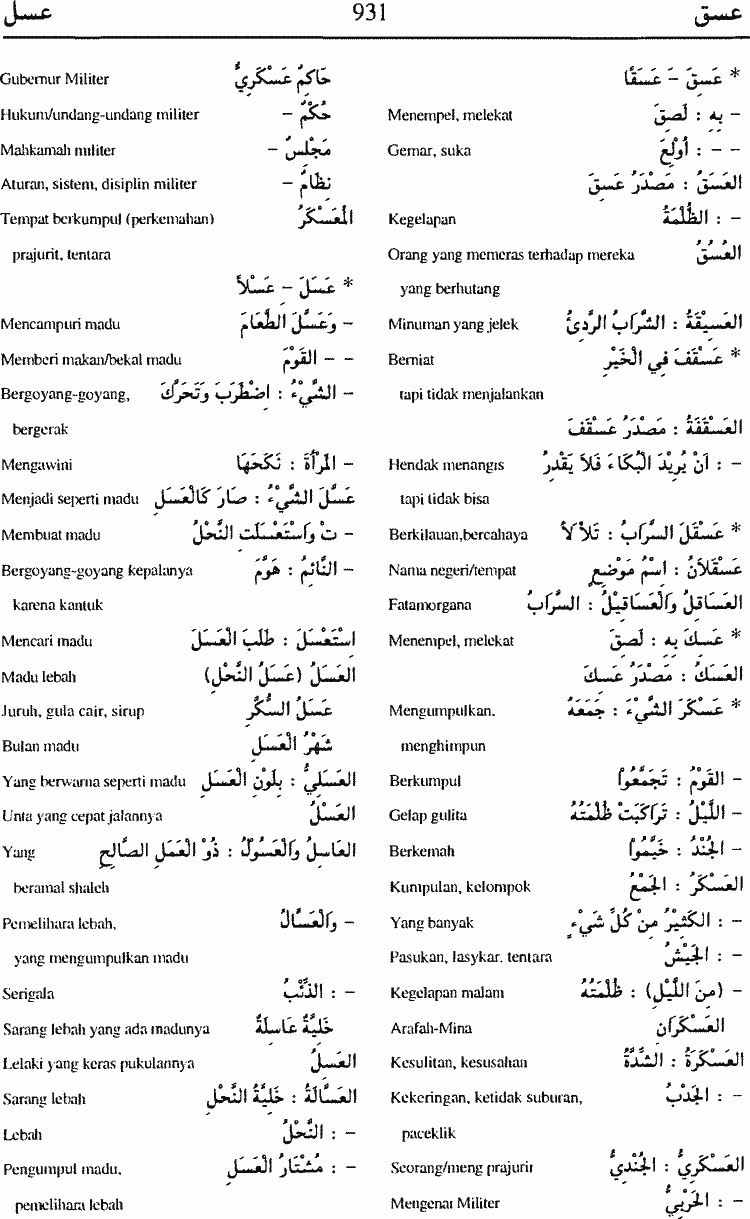 عسق 931 عسل
* عَسِقَ - عَسَقًا
- بِهِ : لَصِقَ Menempel, melekat
- - : أُولِعَ Gemar, suka
العَسَقُ : مَصْدَرُ عَسِقَ
- : الظُّلْمَةُ Kegelapan
العُسُقُ Orang yang memeras terhadap mereka
yang berhutang
العَسِيْقَةُ : الشَّرَابُ الرَّدِئُ Minuman yang jelek
* عَسْقَفَ فِي الْخَيْرِ Berniat
tapi tidak menjalankan
العَسْقَفَةُ : مَصْدَرُ عَسْقَفَ
- : اَنْ يُرِيْدَ الْبُكَاءَ فَلاَ يَقْدِرُ Hendak menangis
tapi tidak bisa
* عَسْقَلَ السَّرَابُ : تَلأْلأَ Berkilauan,bercahaya
عَسْقَلاَنُ : اِسْمُ مَوْضِعٍ Nama negeri/tempat
العَسَاقِلُ وَالْعَسَاقِيْلُ : السَّرَابُ Fatamorgana
* عَسِكَ بِهِ : لَصِقَ Menempel, melekat
العَسَكُ : مَصْدَرُ عَسِكَ
* عَسْكَرَ الشَّيْءَ : جَمَعَهُ Mengumpulkan,
menghimpun
- القَوْمُ : تَجَمَّعُوا Berkumpul
- اللَّيْلُ : تَرَاكَبَتْ ظُلْمَتُهُ Gelap gulita
- الْجُنْدُ : خَيَّمُوا Berkemah
العَسْكَرُ : الجَمْعُ Kumpulan, kelompok
- : الكَثِيْرُ مِنْ كُلِّ شَيْءٍ Yang banyak
- : الْجَيْشُ Pasukan, lasykar, tentara
- (مِنَ اللَّيْلِ) : ظُلْمَتُهُ Kegelapan malam
العَسْكَرَانِ Arafah-Mina
العَسْكَرَةُ : الشِّدَّةُ Kesulitan, kesusahan
- : الْجَدْبُ Kekeringan, ketidak suburan,
paceklik
العَسْكَرِيُّ : الْجُنْدِيُّ Seorang/meng prajurit
- : الْحَرْبِيُّ Mengenai Militer
حَاكِمٌ عَسْكَرِيٌّ Gubernur Militer
حُكْمٌ - Hukum/undang-undang militer
مَجْلِسٌ - Mahkamah militer
نِظَامٌ - Aturan, sistem, disiplin militer
الْمُعَسْكَرُ Tempat berkumpul (perkemahan)
prajurit, tentara
* عَسَلَ - عَسْلاً
- وَعَسَّلَ الطَّعَامَ Mencampuri madu
- - القَوْمَ Memberi makan/bekal madu
- الشَّيْءُ : اضْطَرَبَ وَتَحَرَّكَ Bergoyang-goyang,
bergerak
- الْمَرْأَةَ : نَكَحَهَا Mengawini
عَسَّلَ الشَّيْءُ : صَارَ كَالْعَسَلِ Menjadi seperti madu
- تْ وَاسْتَعْسَلَتِ النَّحْلُ Membuat madu
- النَّائِمُ : هَوَّمَ Bergoyang-goyang kepalanya
karena kantuk
اِسْتَعْسَلَ : طَلَبَ الْعَسَلَ Mencari madu
العَسَلُ (عَسَلُ النَّحْلِ) Madu lebah
عَسَلُ السُّكَّرِ Juruh, gula cair, sirup
شَهْرُ الْعَسَلِ Bulan madu
العَسَلِيُّ : بِلَوْنِ الْعَسَلِ Yang berwarna seperti madu
العَسْلُ Unta yang cepat jalannya
العَاسِلُ وَالْعَسُوْلُ : ذُوْ الْعَمَلِ الصَّالِحِ Yang
beramal shaleh
- وَالْعَسَّالُ Pemelihara lebah,
yang mengumpulkan madu
- : الذِّئْبُ Serigala
خَلِيَّةٌ عَاسِلَةٌ Sarang lebah yang ada madunya
العَسِلُ Lelaki yang keras pukulannya
العَسَّالَةُ : خَلِيَّةُ النَّحْلِ Sarang lebah
- : النَّحْلُ Lebah
- : مُشْتَارُ الْعَسَلِ Pengumpul madu,
pemelihara lebah